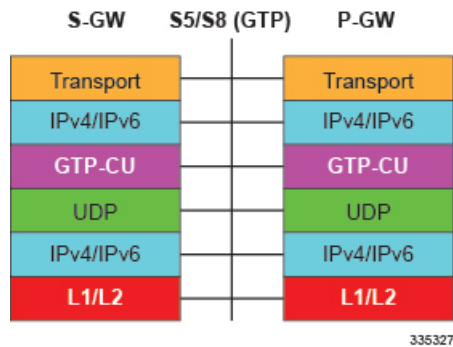 S-GW S5/S8 (GTP) P-GW
Transport Transport
IPv4/IPv6 IPv4/IPv6
GTP-CU GTP-CU
UDP UDP
IPv4/IPv6 IPv4/IPv6
L1/L2 L1/L2
335327